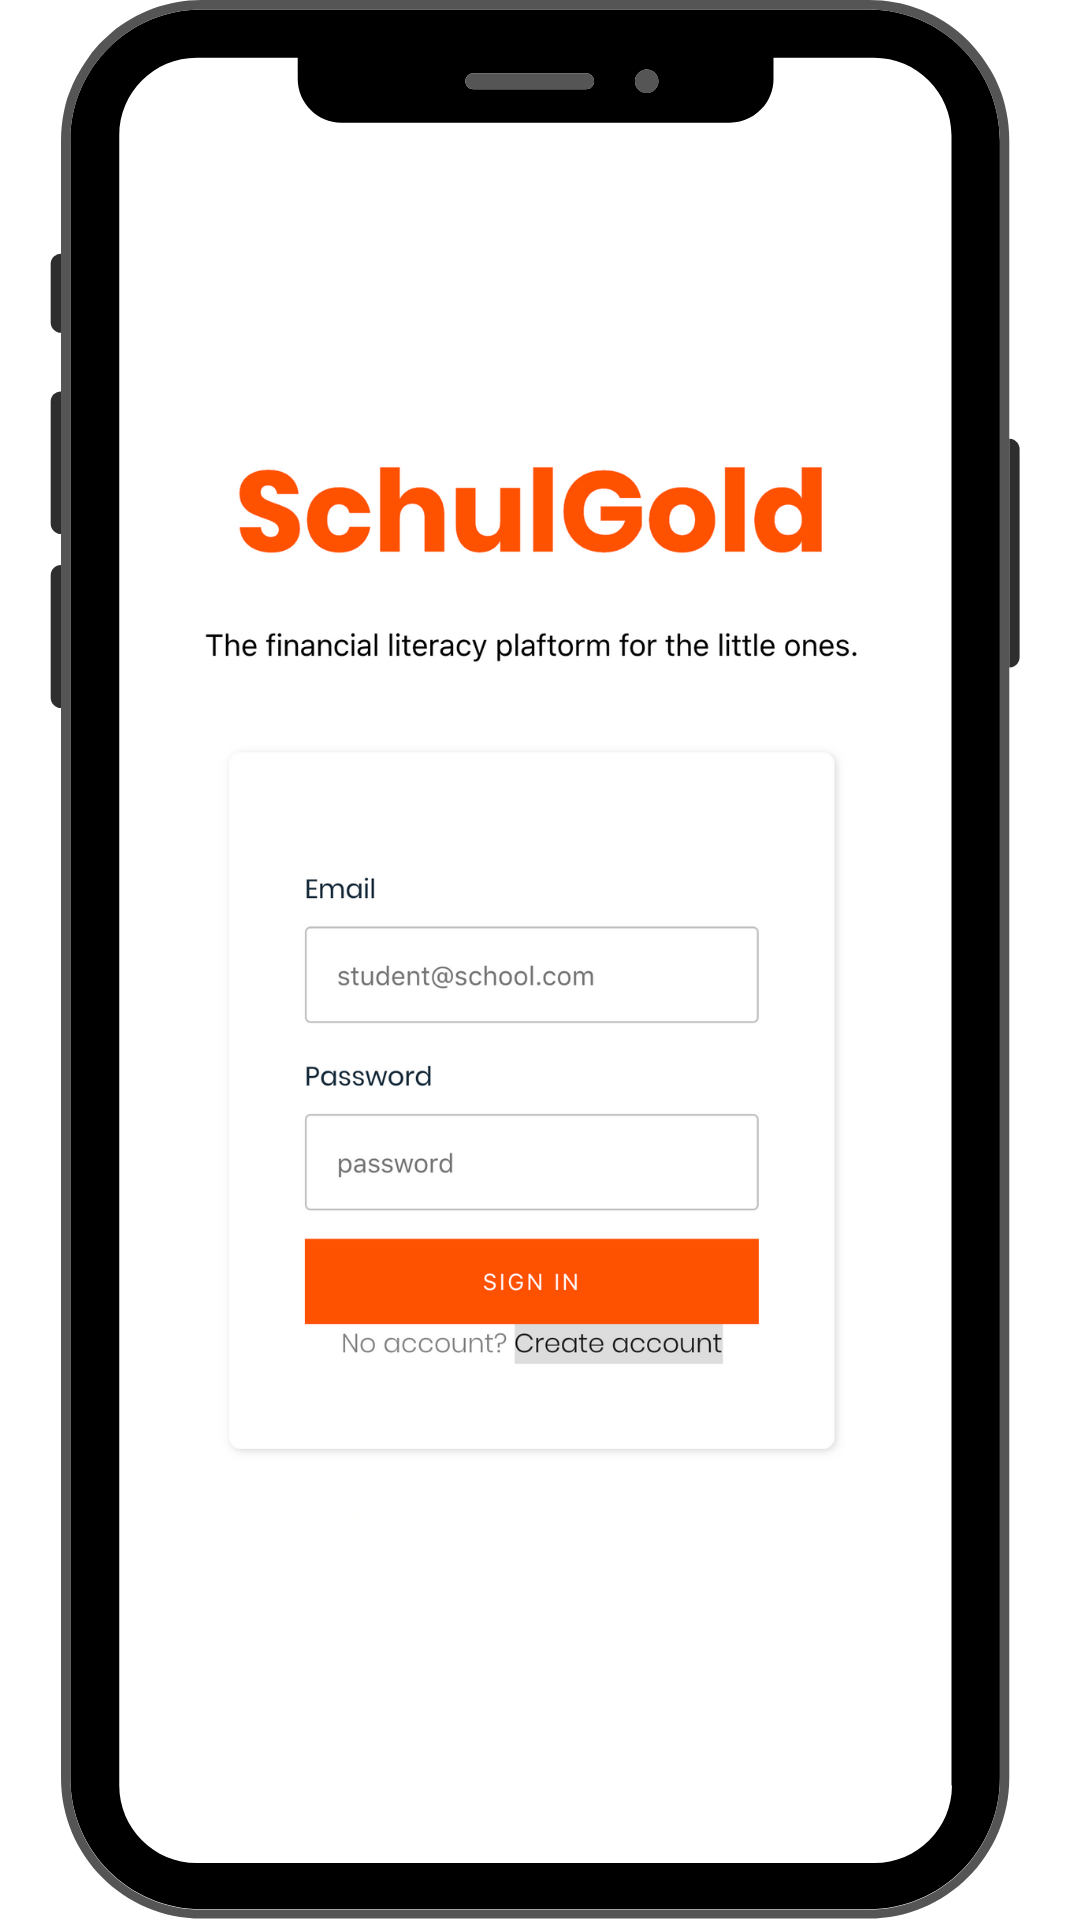 SchulGold
The financial literacy plaftorm for the little ones.
Email
student@school.com
Password
password
SIGN IN
No account? Create account